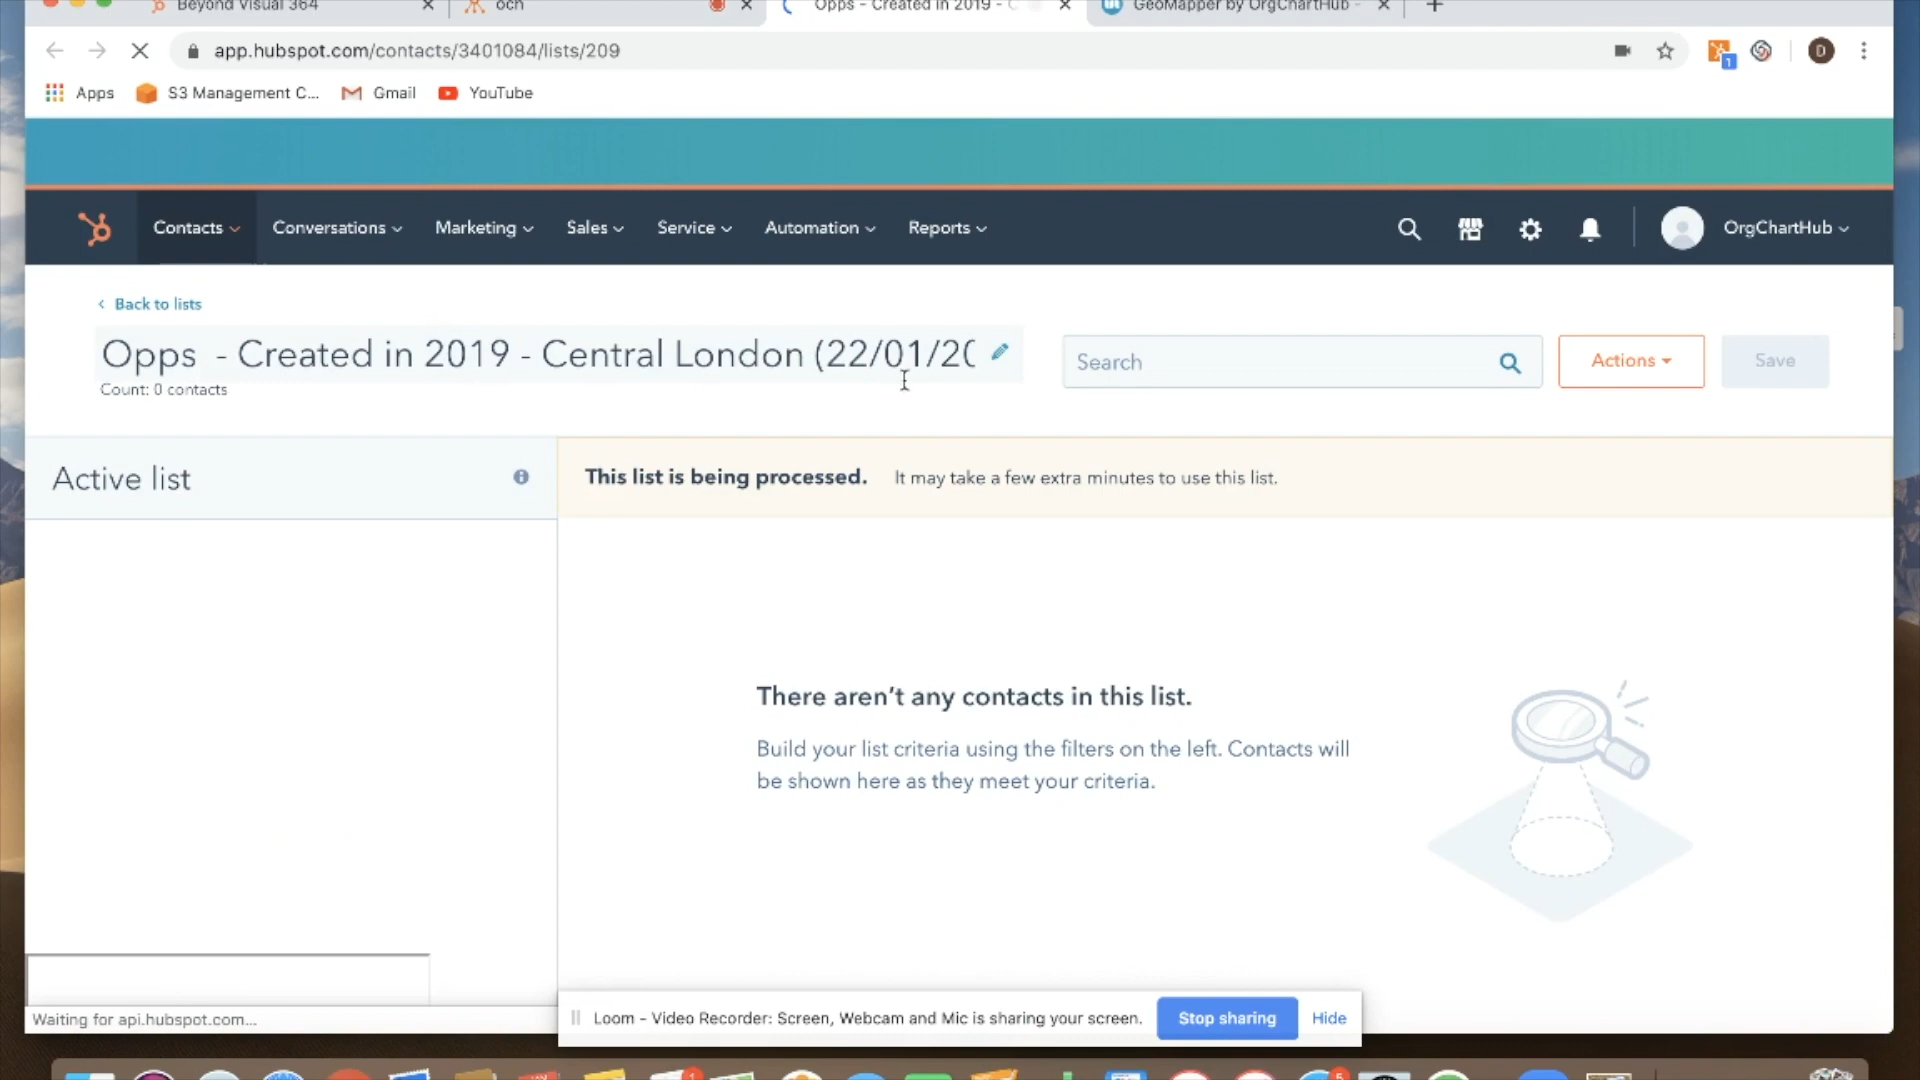 Beyond Visual 364
och
Opps - Created in 2019 - C
GeoMapper by OrgChartHub -
app.hubspot.com/contacts/3401084/lists/209
1
D
Apps
S3 Management C...
Gmail
YouTube
Contacts
Conversations
Marketing
Sales
Service
Automation
Reports
OrgChartHub
Back to lists
Opps - Created in 2019 - Central London (22/01/20
Count: 0 contacts
Search
Actions
Save
Active list
This list is being processed. It may take a few extra minutes to use this list.
There aren't any contacts in this list.
Build your list criteria using the filters on the left. Contacts will
be shown here as they meet your criteria.
Waiting for api.hubspot.com...
Loom – Video Recorder: Screen, Webcam and Mic is sharing your screen.
Stop sharing
Hide
1
5